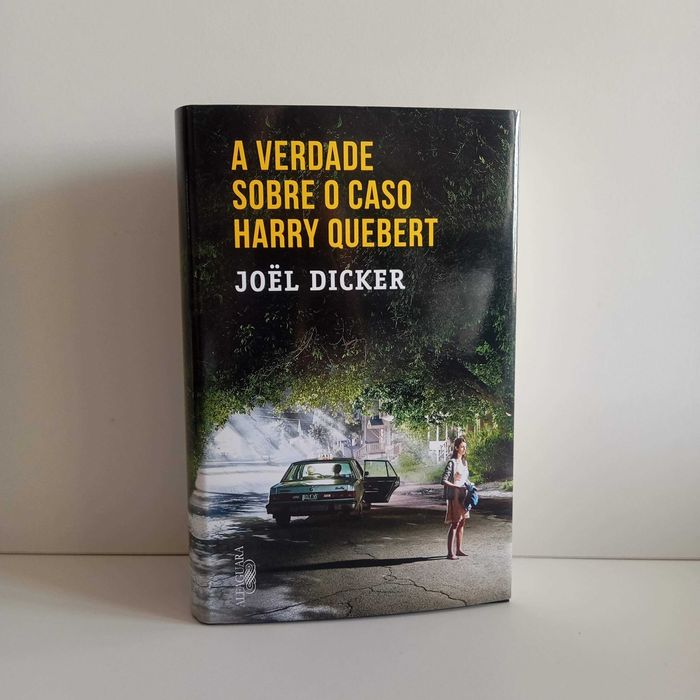 A VERDADE
SOBRE O CASO
HARRY QUEBERT
JOËL DICKER
ALFAGUARA